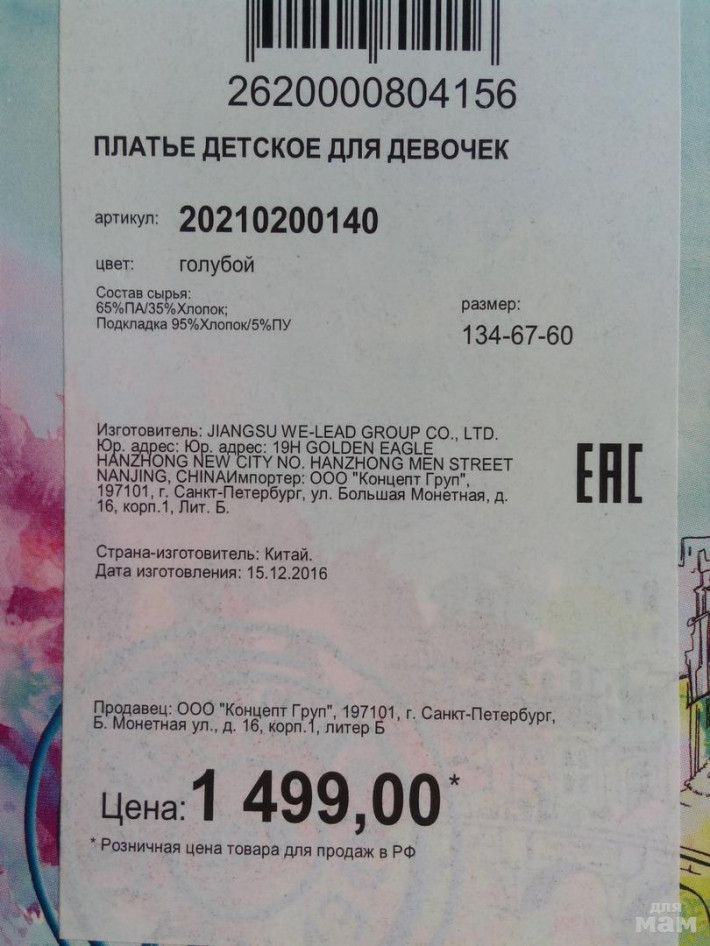 2620000804156
ПЛАТЬЕ ДЕТСКОЕ ДЛЯ ДЕВОЧЕК
артикул: 20210200140
цвет: голубой
Состав сырья:
65%ПА/35%Хлопок;
Подкладка 95%Хлопок/5%ПУ
размер:
134-67-60
Изготовитель: JIANGSU WE-LEAD GROUP CO., LTD.
Юр. адрес: Юр. адрес: 19H GOLDEN EAGLE
HANZHONG NEW CITY NO. HANZHONG MEN STREET
NANJING, CHINAИмпортер: ООО "Концепт Груп",
197101, г. Санкт-Петербург, ул. Большая Монетная, д.
16, корп.1, Лит. Б.
EAC
Страна-изготовитель: Китай.
Дата изготовления: 15.12.2016
Продавец: ООО "Концепт Груп", 197101, г. Санкт-Петербург,
Б. Монетная ул., д. 16, корп.1, литер Б
Цена: 1 499,00*
* Розничная цена товара для продаж в РФ
для
мам